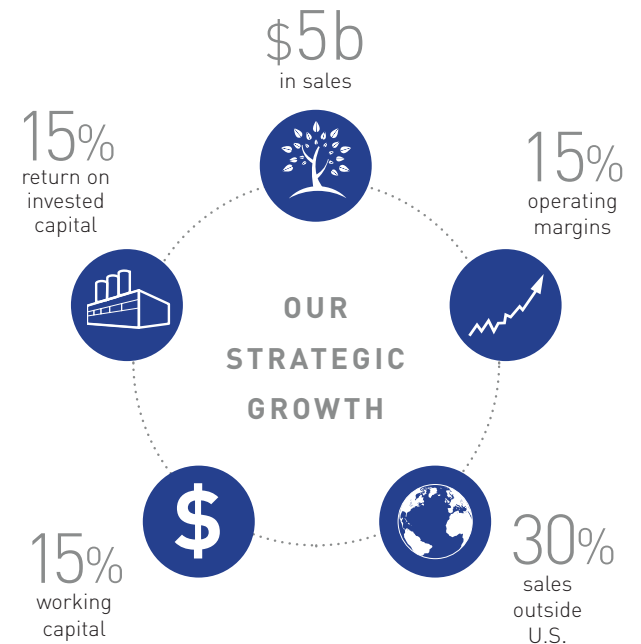 $5b
in sales
15%
return on
invested
capital
15%
operating
margins
OUR
STRATEGIC
GROWTH
$
15%
working
capital
30%
sales
outside
U.S.